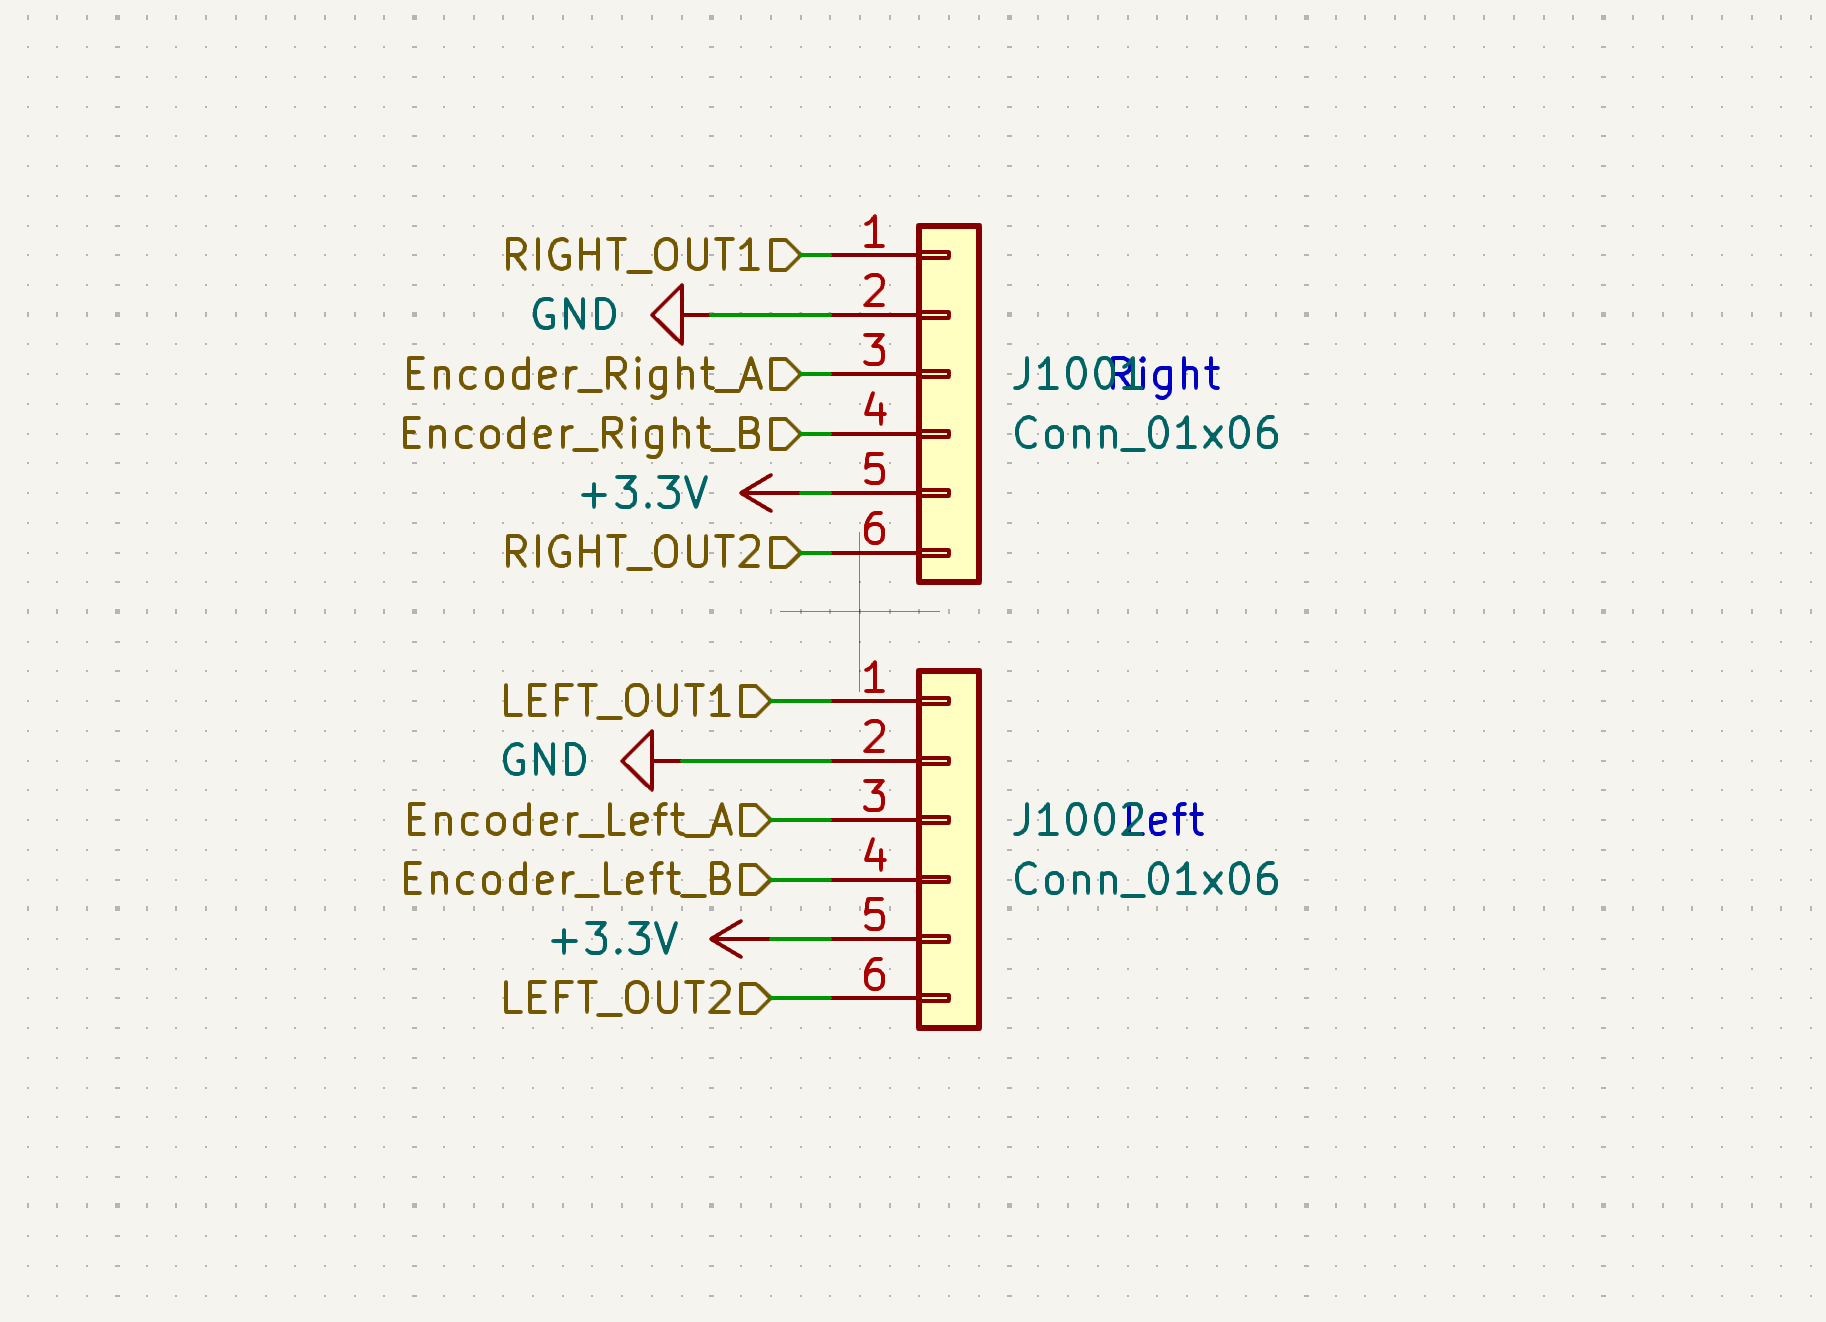 RIGHT_OUT1 1
GND 2
Encoder_Right_A 3
J1001 Right
Encoder_Right_B 4
Conn_01x06
+3.3V 5
RIGHT_OUT2 6
LEFT_OUT1 1
GND 2
Encoder_Left_A 3
J1002 Left
Encoder_Left_B 4
Conn_01x06
+3.3V 5
LEFT_OUT2 6